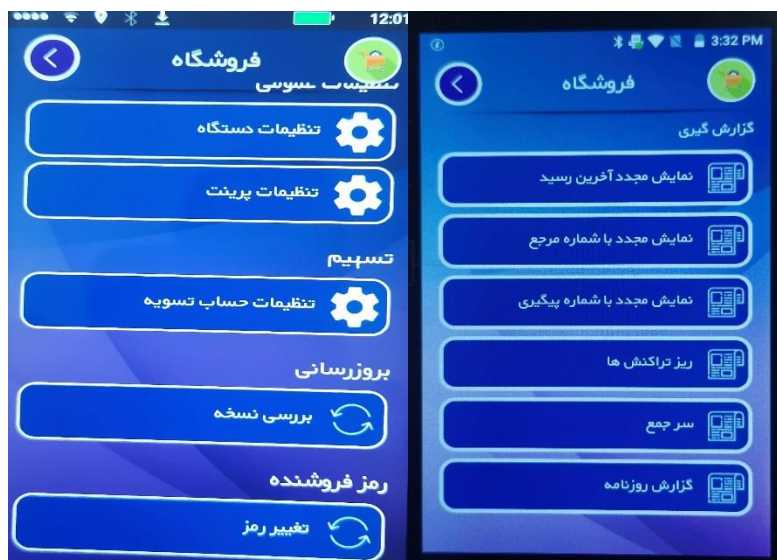 12:01
فروشگاه
تنظیمات عمومی
تنظیمات دستگاه
تنظیمات پرینت
تسهیم
تنظیمات حساب تسویه
بروزرسانی
بررسی نسخه
رمز فروشنده
تغییر رمز
3:32 PM
فروشگاه
گزارش گیری
نمایش مجدد آخرین رسید
نمایش مجدد با شماره مرجع
نمایش مجدد با شماره پیگیری
ریز تراکنش ها
سر جمع
گزارش روزنامه